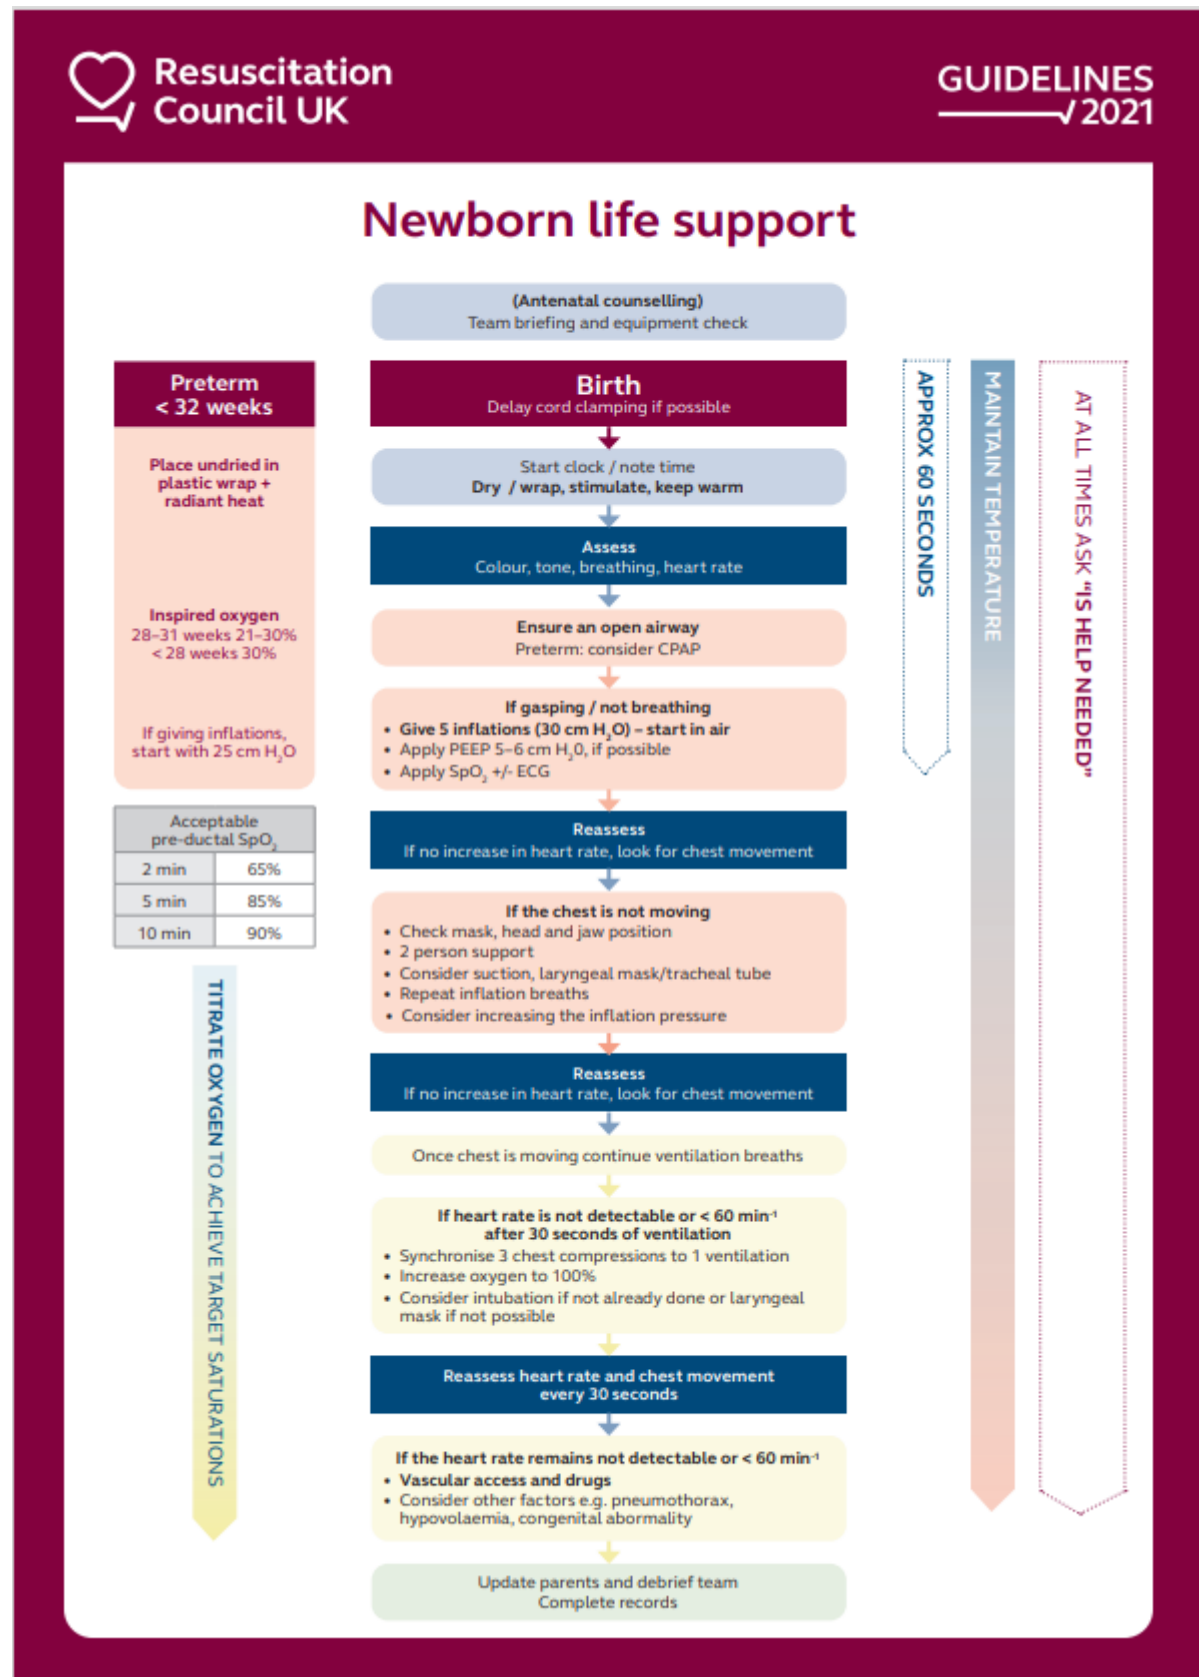 Resuscitation
Council UK
GUIDELINES
2021
Newborn life support
(Antenatal counselling)
Team briefing and equipment check
Preterm
< 32 weeks
Place undried in
plastic wrap +
radiant heat
Inspired oxygen
28–31 weeks 21–30%
< 28 weeks 30%
If giving inflations,
start with 25 cm H₂O
Acceptable
pre-ductal SpO₂
2 min 65%
5 min 85%
10 min 90%
TITRATE OXYGEN TO ACHIEVE TARGET SATURATIONS
Birth
Delay cord clamping if possible
Start clock / note time
Dry / wrap, stimulate, keep warm
Assess
Colour, tone, breathing, heart rate
Ensure an open airway
Preterm: consider CPAP
If gasping / not breathing
• Give 5 inflations (30 cm H₂O) – start in air
• Apply PEEP 5–6 cm H₂0, if possible
• Apply SpO₂ +/- ECG
Reassess
If no increase in heart rate, look for chest movement
If the chest is not moving
• Check mask, head and jaw position
• 2 person support
• Consider suction, laryngeal mask/tracheal tube
• Repeat inflation breaths
• Consider increasing the inflation pressure
Reassess
If no increase in heart rate, look for chest movement
Once chest is moving continue ventilation breaths
If heart rate is not detectable or < 60 min⁻¹
after 30 seconds of ventilation
• Synchronise 3 chest compressions to 1 ventilation
• Increase oxygen to 100%
• Consider intubation if not already done or laryngeal
mask if not possible
Reassess heart rate and chest movement
every 30 seconds
If the heart rate remains not detectable or < 60 min⁻¹
• Vascular access and drugs
• Consider other factors e.g. pneumothorax,
hypovolaemia, congenital abormality
Update parents and debrief team
Complete records
APPROX 60 SECONDS
MAINTAIN TEMPERATURE
AT ALL TIMES ASK "IS HELP NEEDED"